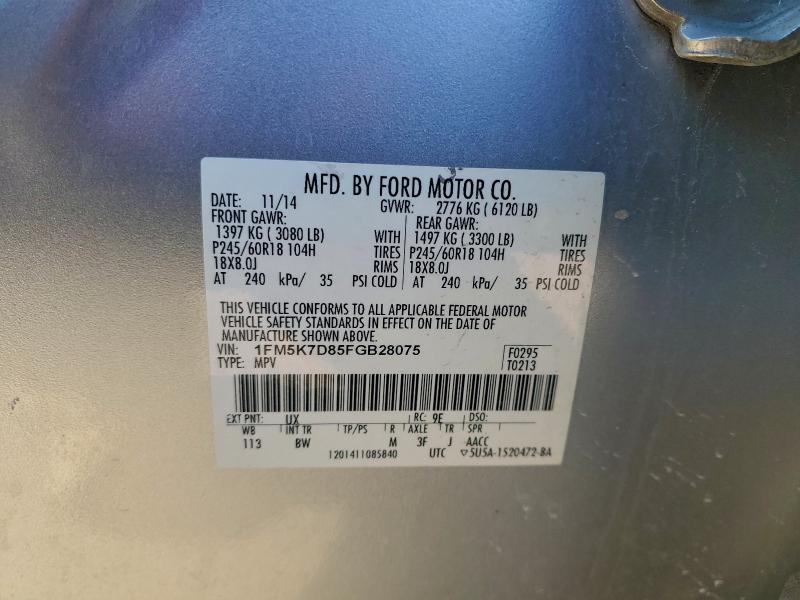 MFD. BY FORD MOTOR CO.
DATE: 11/14 GVWR: 2776 KG ( 6120 LB)
FRONT GAWR: REAR GAWR:
1397 KG ( 3080 LB) WITH 1497 KG ( 3300 LB) WITH
P245/60R18 104H TIRES P245/60R18 104H TIRES
18X8.0J RIMS 18X8.0J RIMS
AT 240 kPa/ 35 PSI COLD AT 240 kPa/ 35 PSI COLD
THIS VEHICLE CONFORMS TO ALL APPLICABLE FEDERAL MOTOR
VEHICLE SAFETY STANDARDS IN EFFECT ON THE DATE OF
MANUFACTURE SHOWN ABOVE.
VIN: 1FM5K7D85FGB28075 F0295
TYPE: MPV T0213
EXT PNT: UX RC: 9E DSO:
WB INT TR TP/PS R AXLE TR SPR
113 BW M 3F J AACC
1201411085840 UTC ▽5U5A-1520472-BA